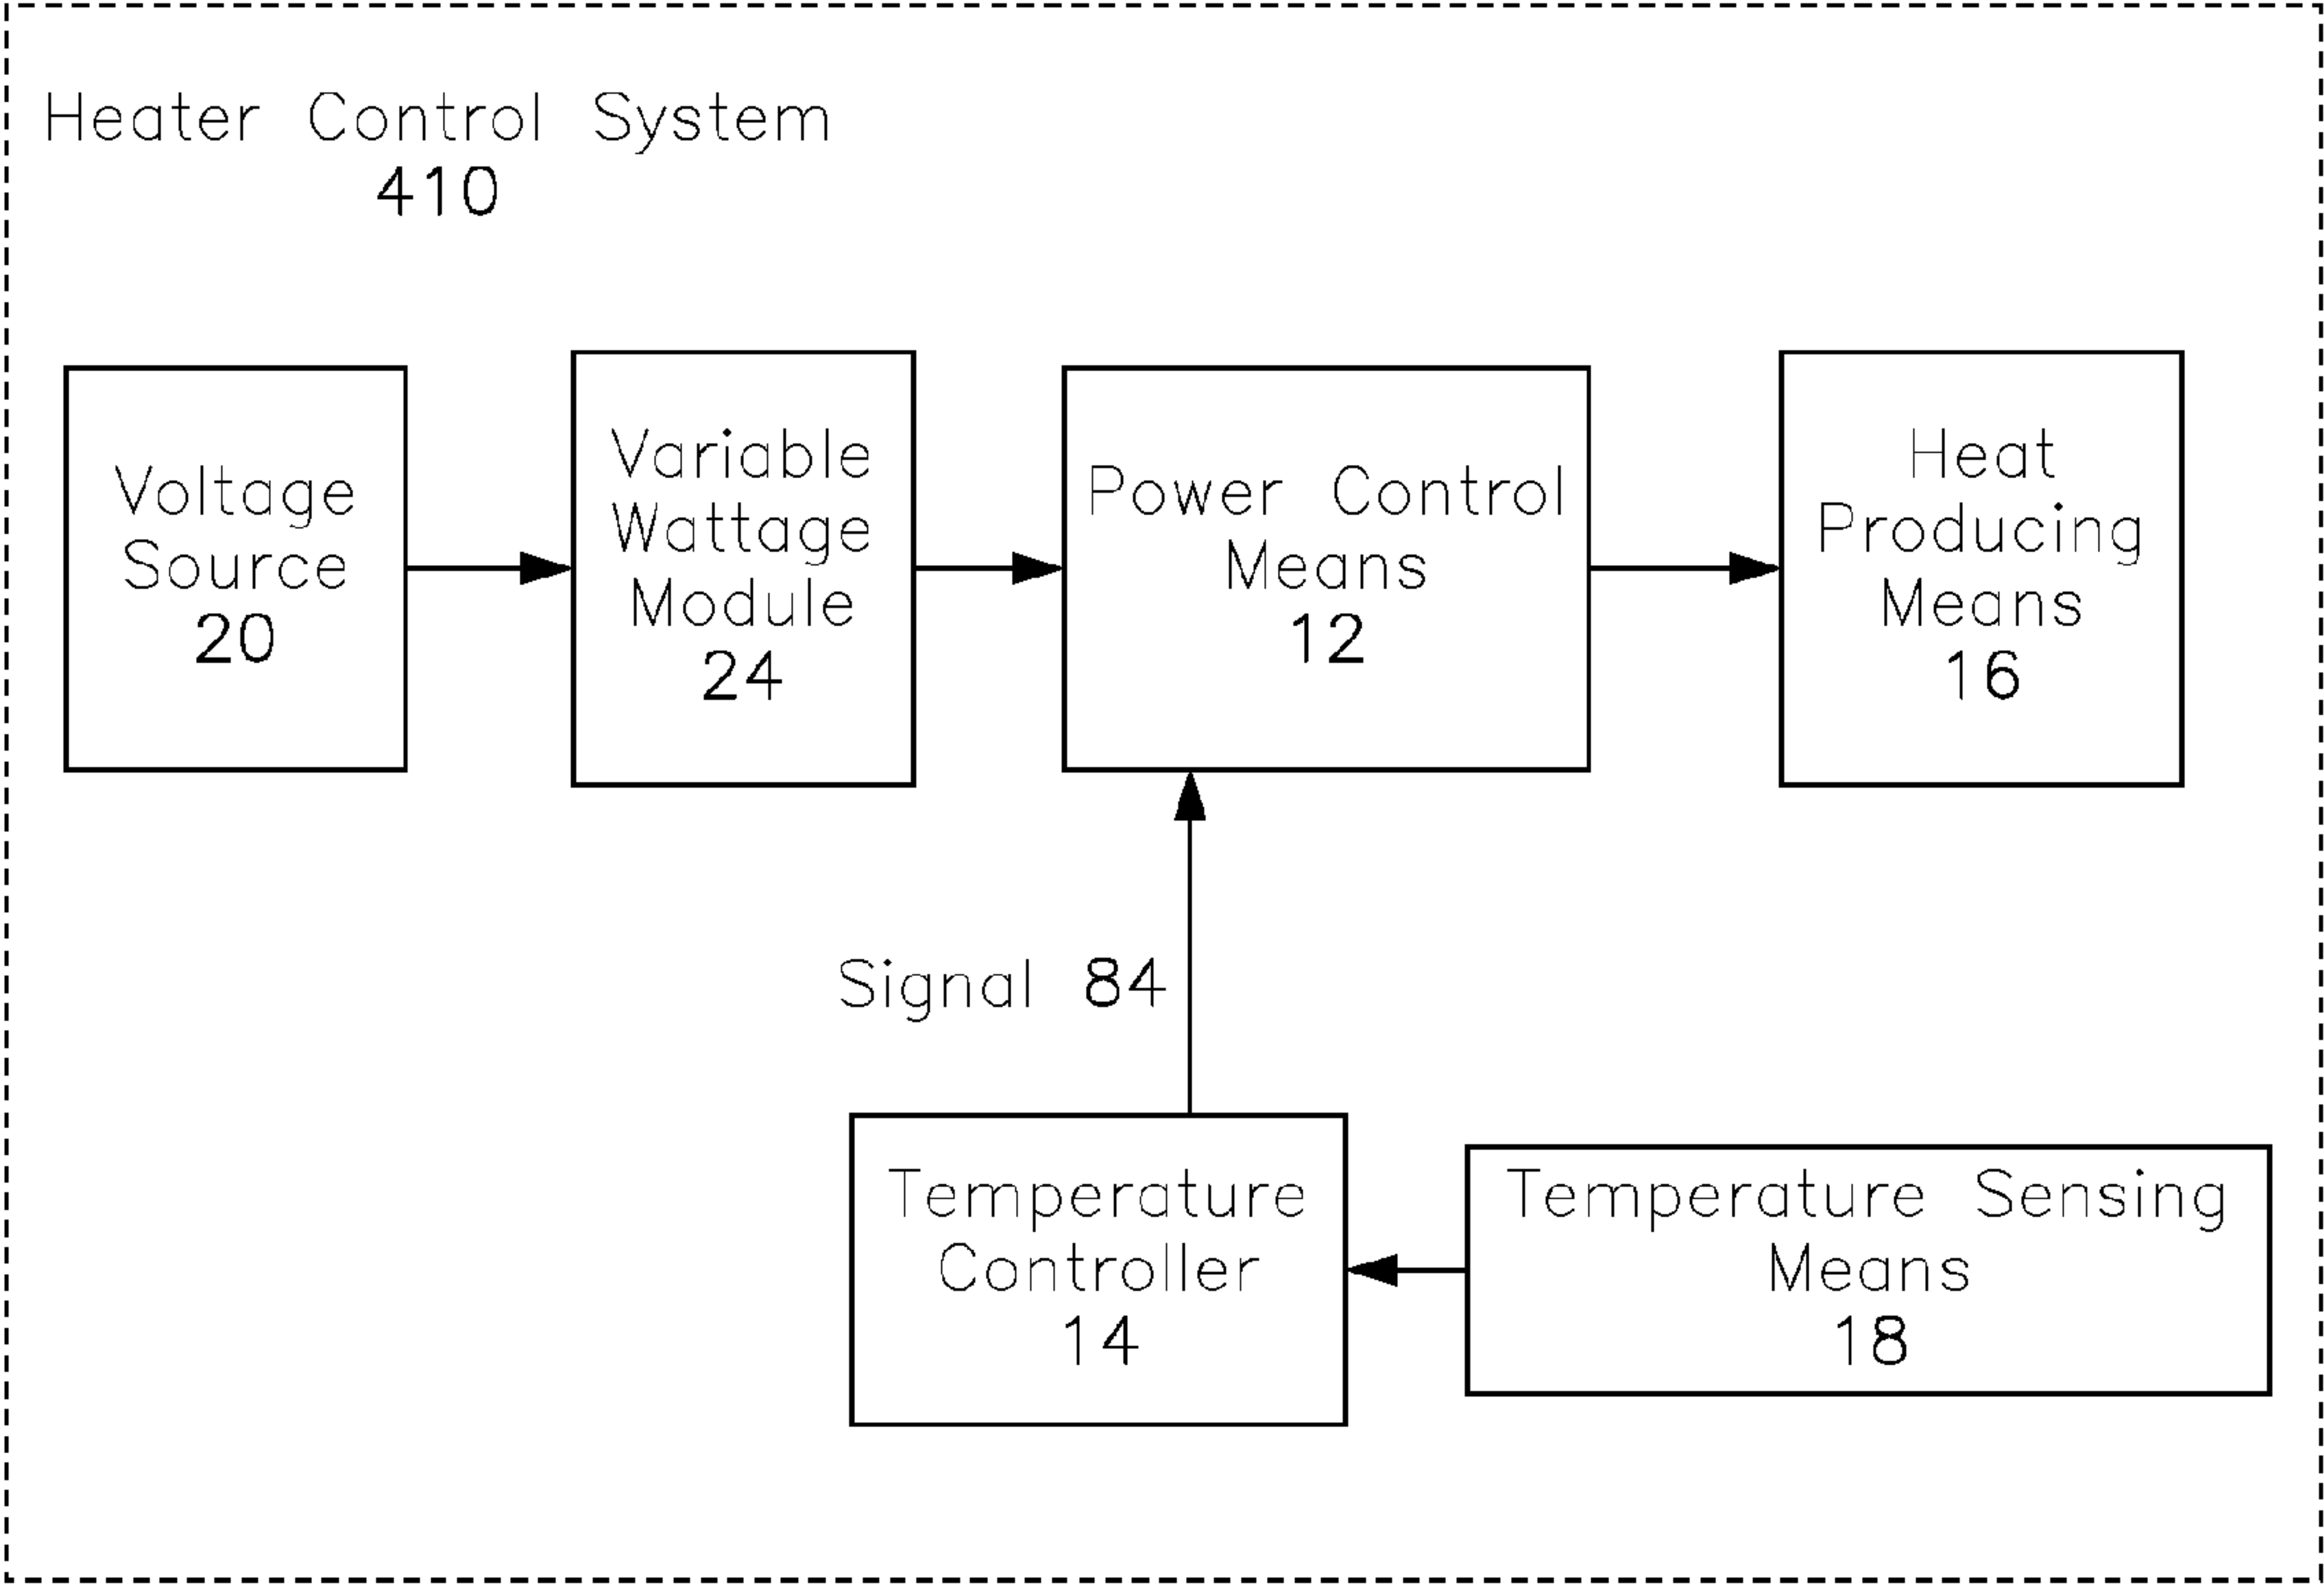 Heater Control System
410
Voltage
Source
20
Variable
Wattage
Module
24
Power Control
Means
12
Heat
Producing
Means
16
Signal 84
Temperature
Controller
14
Temperature Sensing
Means
18